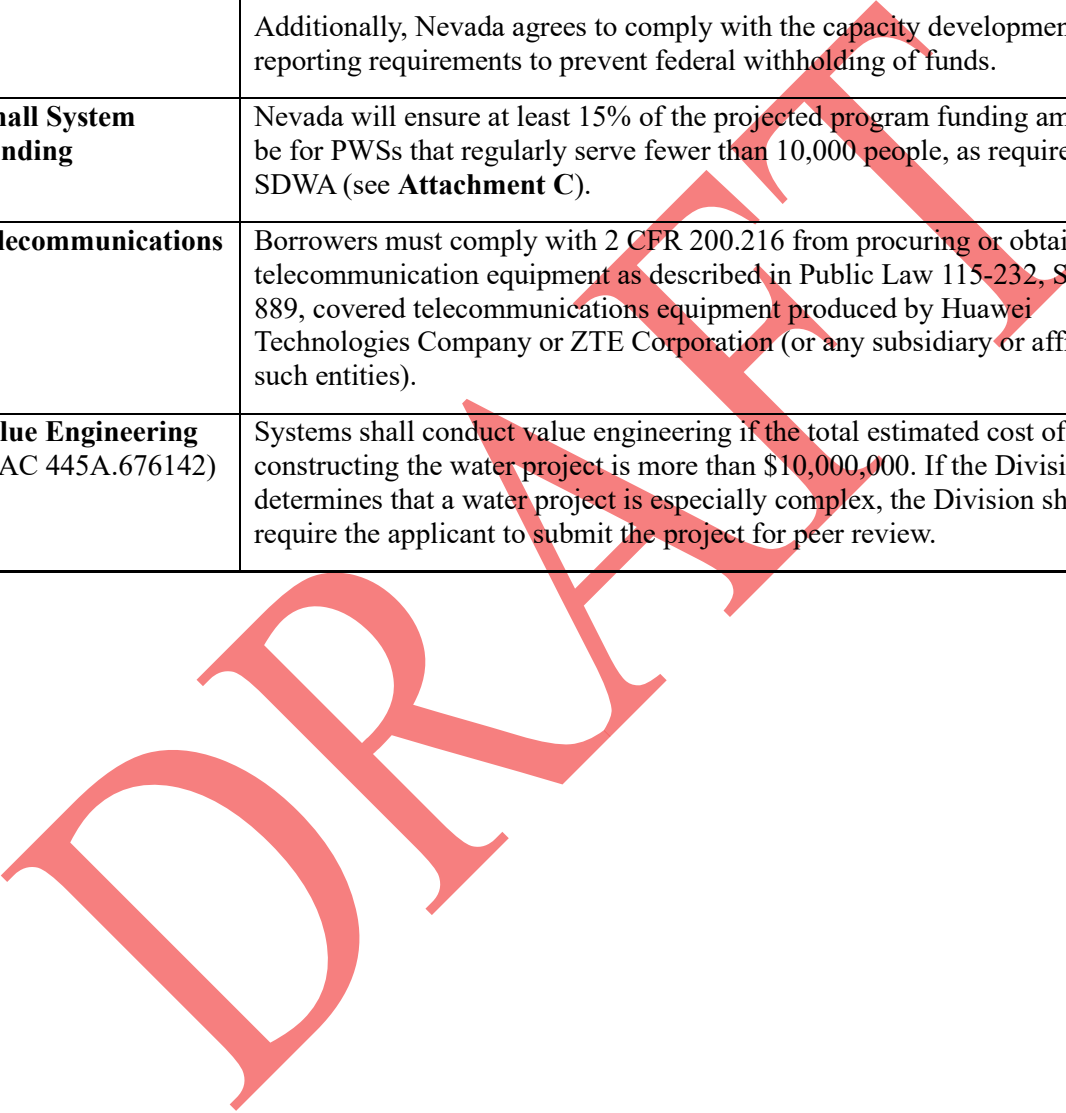 Additionally, Nevada agrees to comply with the capacity developmen
reporting requirements to prevent federal withholding of funds.
nall System
nding
Nevada will ensure at least 15% of the projected program funding am
be for PWSs that regularly serve fewer than 10,000 people, as require
SDWA (see Attachment C).
lecommunications
Borrowers must comply with 2 CFR 200.216 from procuring or obtai
telecommunication equipment as described in Public Law 115-232, S
889, covered telecommunications equipment produced by Huawei
Technologies Company or ZTE Corporation (or any subsidiary or affi
such entities).
lue Engineering
AC 445A.676142)
Systems shall conduct value engineering if the total estimated cost of
constructing the water project is more than $10,000,000. If the Divisi
determines that a water project is especially complex, the Division sh
require the applicant to submit the project for peer review.
DRAFT